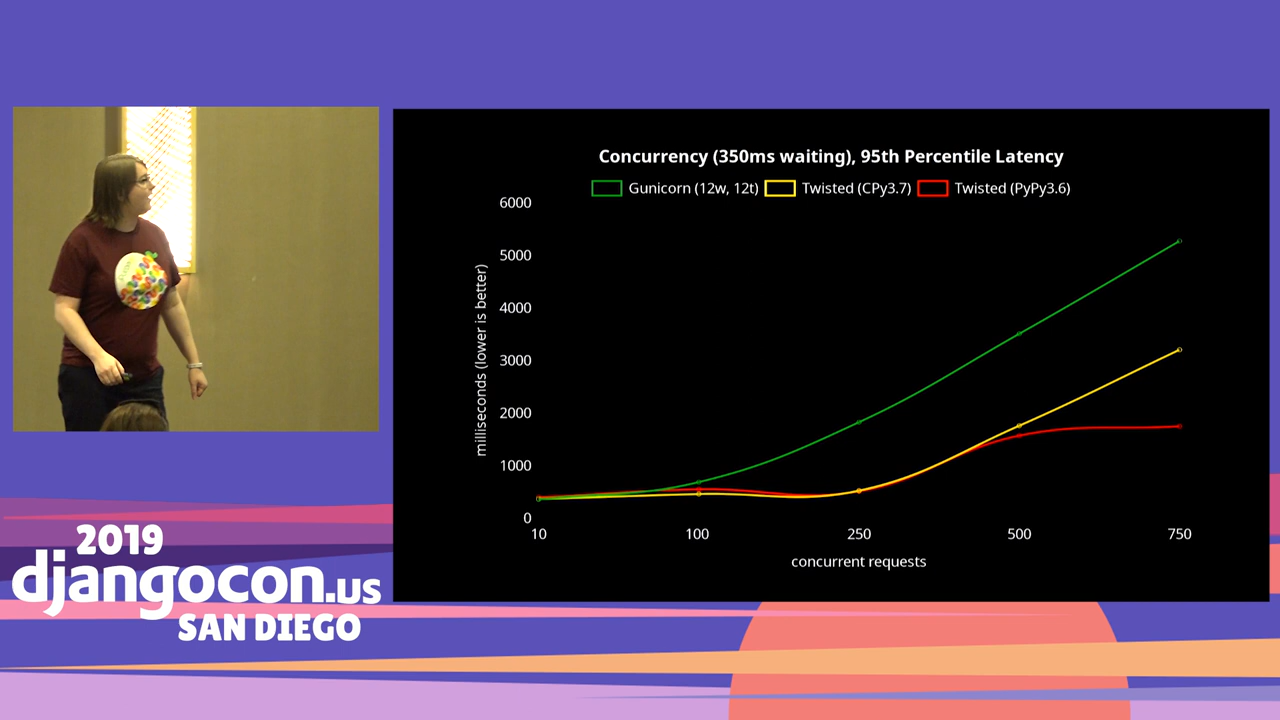 Concurrency (350ms waiting), 95th Percentile Latency
Gunicorn (12w, 12t) Twisted (CPy3.7) Twisted (PyPy3.6)
milliseconds (lower is better)
6000
5000
4000
3000
2000
1000
0
10 100 250 500 750
concurrent requests
2019
djangocon.us
SAN DIEGO